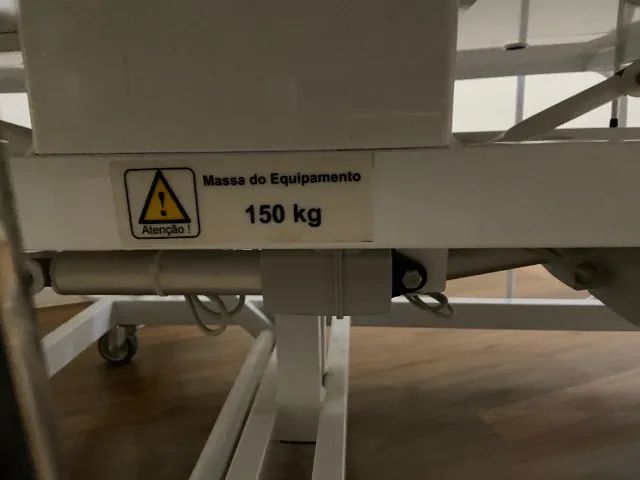 Massa do Equipamento
150 kg
Atenção !